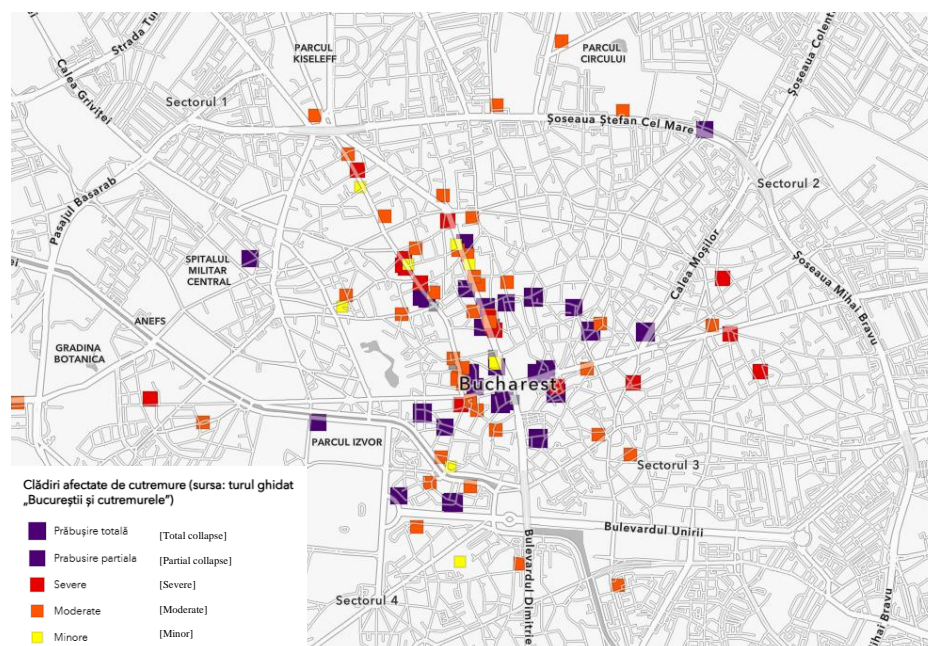 Strada Tu
PARCUL
KISELEFF
PARCUL
CIRCULUI
Șoseaua Colent
Calea Griviței
Sectorul 1
Șoseaua Ștefan Cel Mare
Sectorul 2
Pasajul Basarab
Calea Moșilor
SPITALUL
MILITAR
CENTRAL
Șoseaua Mihai Bravu
ei
ANEFS
GRADINA
BOTANICA
Bucharest
PARCUL IZVOR
Sectorul 3
Bulevardul Unirii
Bulevardul Dimitrie
Sectorul 4
ihai Bravu
Clădiri afectate de cutremure (sursa: turul ghidat
„Bucureștii și cutremurele”)
Prăbușire totală [Total collapse]
Prabusire partiala [Partial collapse]
Severe [Severe]
Moderate [Moderate]
Minore [Minor]